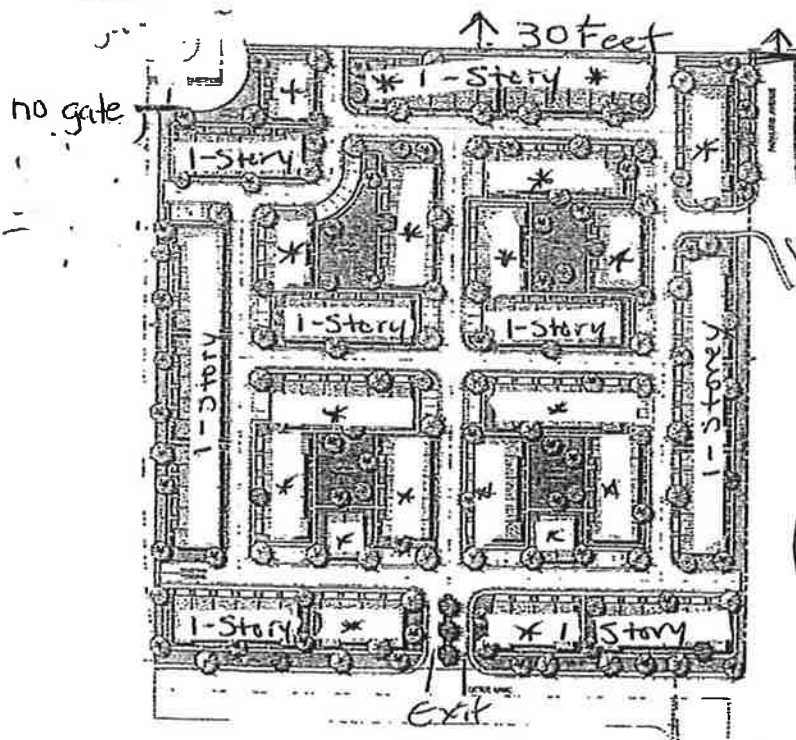 ↑ 30 Feet ↑
* 1-Story *
no gate
1-Story
*
*
* *
* *
1-Story 1-Story
1-Story
1-Storey
* *
* * * *
* *
1-Story * * 1 Story
Exit